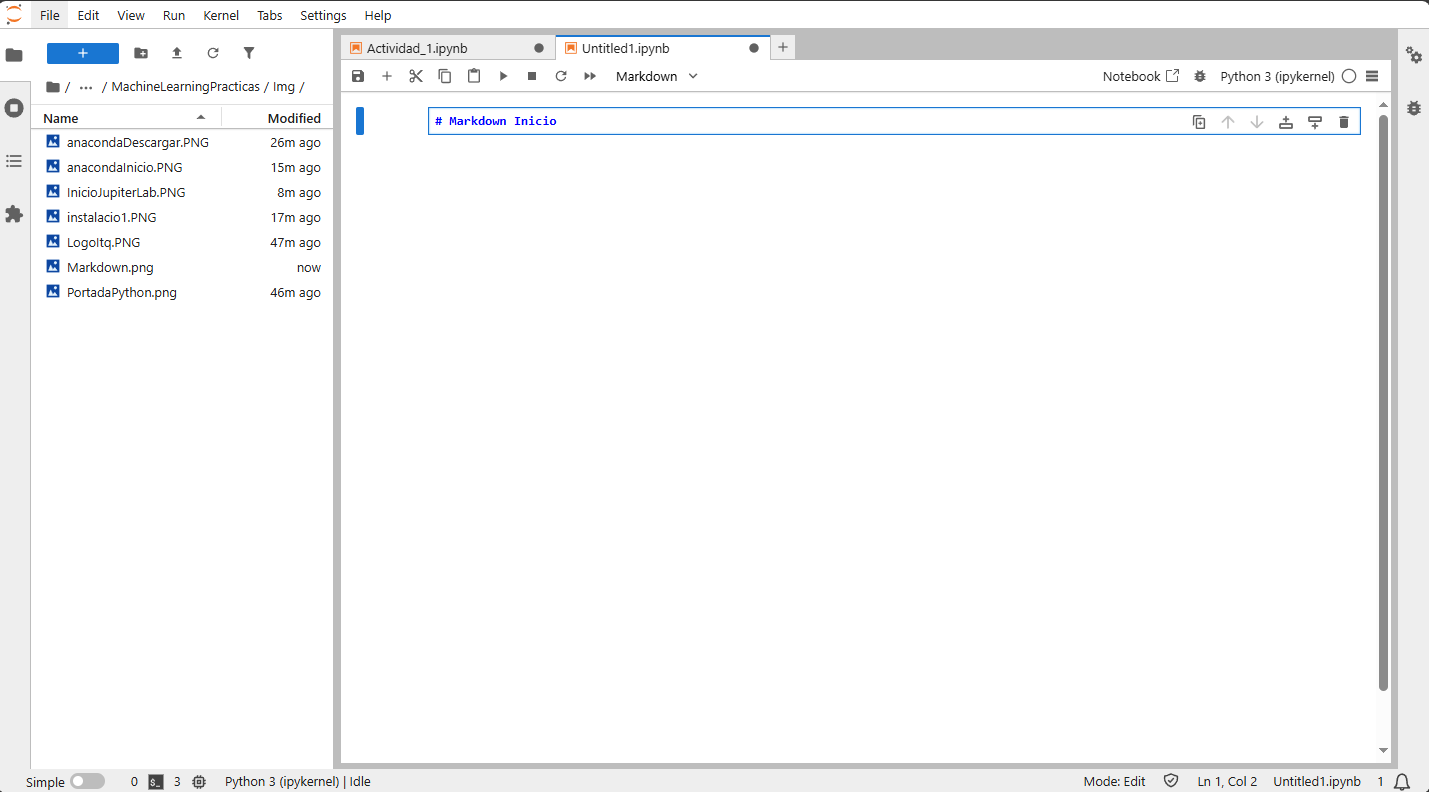 File Edit View Run Kernel Tabs Settings Help
+
/ ··· / MachineLearningPracticas / Img /
Name Modified
anacondaDescargar.PNG 26m ago
anacondaInicio.PNG 15m ago
InicioJupiterLab.PNG 8m ago
instalacio1.PNG 17m ago
LogoItq.PNG 47m ago
Markdown.png now
PortadaPython.png 46m ago
Actividad_1.ipynb Untitled1.ipynb +
Markdown Notebook Python 3 (ipykernel)
# Markdown Inicio
Simple 0 $_ 3 Python 3 (ipykernel) | Idle Mode: Edit Ln 1, Col 2 Untitled1.ipynb 1